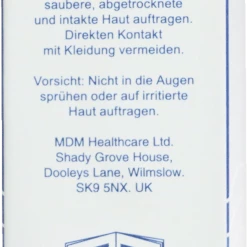 saubere, abgetrocknete
und intakte Haut auftragen.
Direkten Kontakt
mit Kleidung vermeiden.
Vorsicht: Nicht in die Augen
sprühen oder auf irritierte
Haut auftragen.
MDM Healthcare Ltd.
Shady Grove House,
Dooleys Lane, Wilmslow.
SK9 5NX. UK